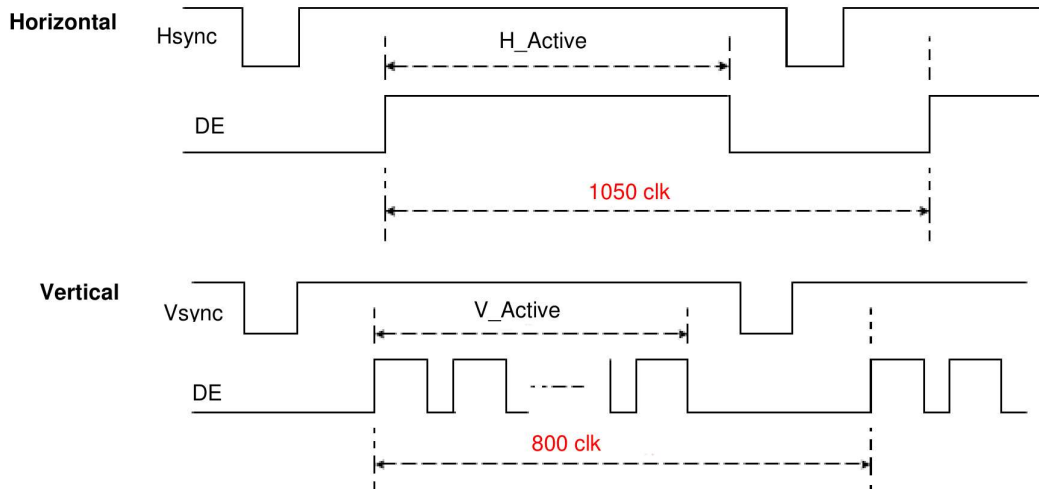 Horizontal
Hsync
H_Active
DE
1050 clk
Vertical
Vsync
V_Active
DE
800 clk